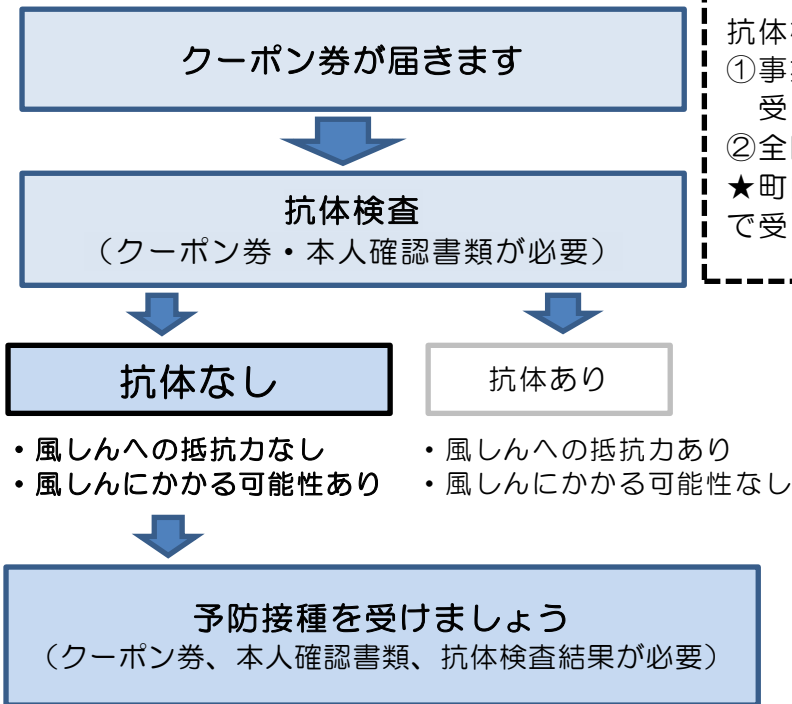 クーポン券が届きます
抗体検査
（クーポン券・本人確認書類が必要）
抗体なし
・風しんへの抵抗力なし
・風しんにかかる可能性あり
抗体あり
・風しんへの抵抗力あり
・風しんにかかる可能性なし
予防接種を受けましょう
（クーポン券、本人確認書類、抗体検査結果が必要）
抗体
①事
受
②全
★町
で受